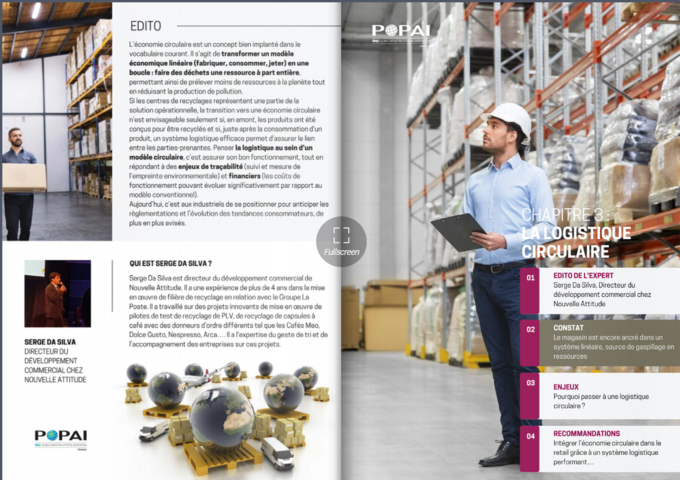 EDITO
L'économie circulaire est un concept bien implanté dans le
vocabulaire courant. Il s'agit de transformer un modèle
économique linéaire (fabriquer, consommer, jeter) en une
boucle : faire des déchets une ressource à part entière,
permettant ainsi de prélever moins de ressources à la planète tout
en réduisant la production de pollution.
Si les centres de recyclages représentent une partie de la
solution opérationnelle, la transition vers une économie circulaire
n'est envisageable seulement si, en amont, les produits ont été
conçus pour être recyclés et si, juste après la consommation d'un
produit, un système logistique efficace permet d'assurer le lien
entre les parties-prenantes. Penser la logistique au sein d'un
modèle circulaire, c'est assurer son bon fonctionnement, tout en
répondant à des enjeux de traçabilité (suivi et mesure de
l'empreinte environnementale) et financiers (les coûts de
fonctionnement pouvant évoluer significativement par rapport au
modèle conventionnel).
Aujourd'hui, c'est aux industriels de se positionner pour anticiper les
règlementations et l'évolution des tendances consommateurs, de
plus en plus avisés.
QUI EST SERGE DA SILVA ?
Serge Da Silva est directeur du développement commercial de
Nouvelle Attitude. Il a une expérience de plus de 4 ans dans la mise
en œuvre de filière de recyclage en relation avec le Groupe La
Poste. Il a travaillé sur des projets innovants de mise en œuvre de
pilotes de test de recyclage de PLV, de recyclage de capsules à
café avec des donneurs d'ordre différents tel que les Cafés Meo,
Dolce Gusto, Nespresso, Arca.... Il a l'expertise du geste de tri et de
l'accompagnement des entreprises sur ces projets.
SERGE DA SILVA
DIRECTEUR DU
DÉVELOPPEMENT
COMMERCIAL CHEZ
NOUVELLE ATTITUDE
POPAI
POPAI
Fullscreen
CHAPITRE 3 :
LA LOGISTIQUE
CIRCULAIRE
01
EDITO DE L'EXPERT
Serge Da Silva, Directeur du
développement commercial chez
Nouvelle Attitude
02
CONSTAT
Le magasin est encore ancré dans un
système linéaire, source de gaspillage en
ressources
03
ENJEUX
Pourquoi passer à une logistique
circulaire ?
04
RECOMMANDATIONS
Intégrer l'économie circulaire dans le
retail grâce à un système logistique
performant...